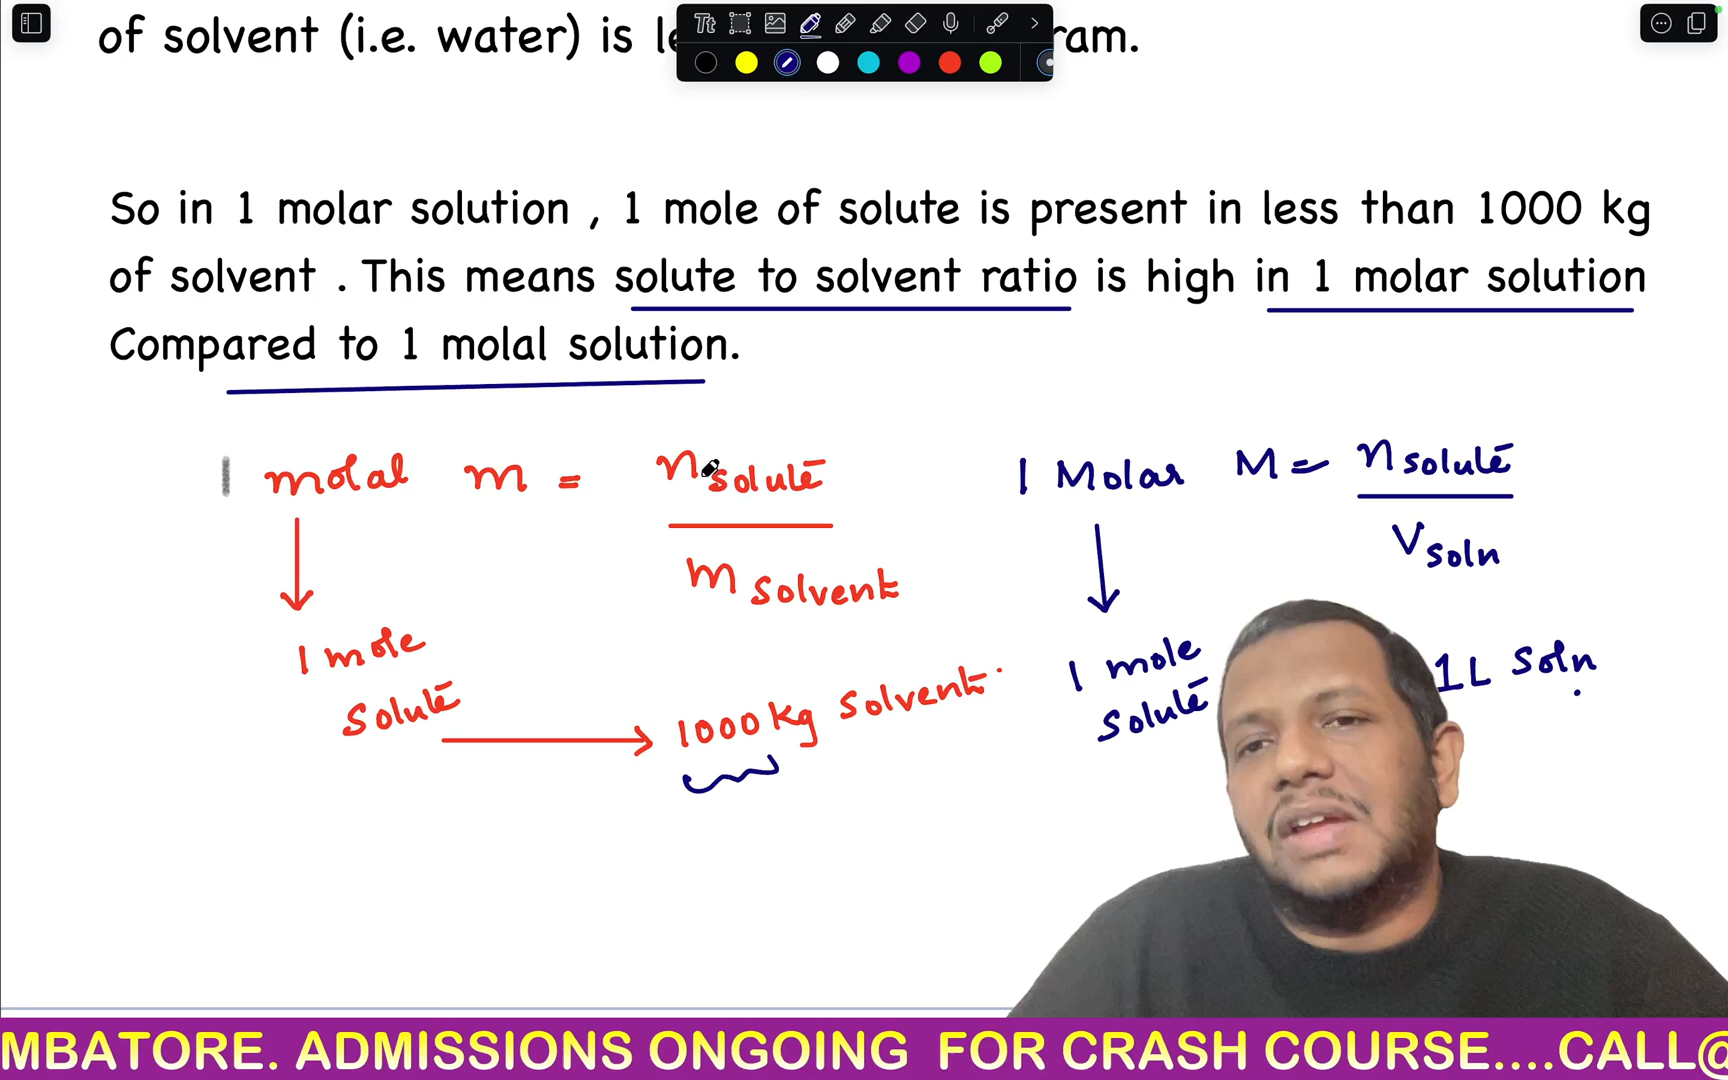 of solvent (i.e. water) is
ram.
So in 1 molar solution , 1 mole of solute is present in less than 1000 kg
of solvent . This means solute to solvent ratio is high in 1 molar solution
Compared to 1 molal solution.
1 molal m = n solute
m solvent
1 mole
solute
1000 kg solvent.
1 Molar M = n solute
V soln
1 mole
solute
1L soln
MBATORE. ADMISSIONS ONGOING FOR CRASH COURSE....CALL@
Tt